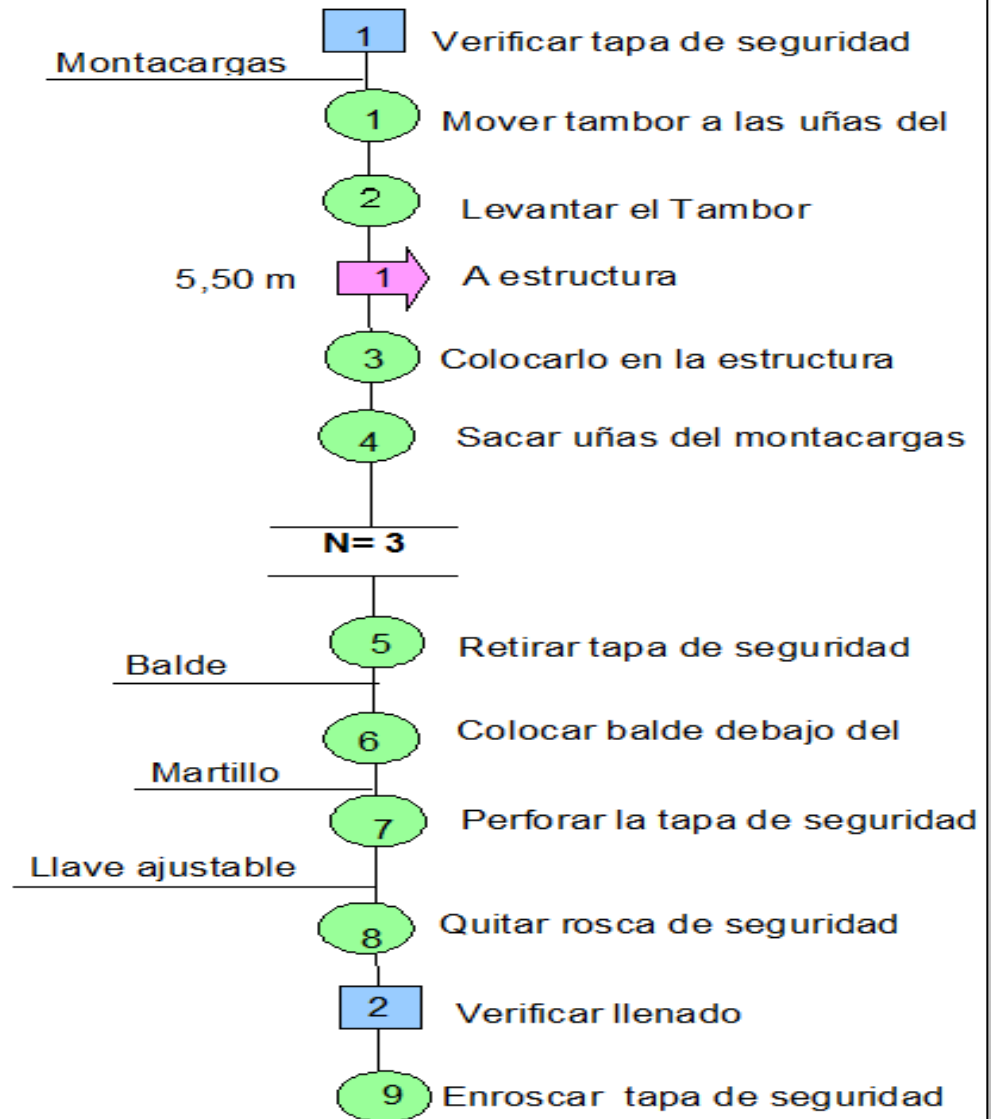 1 Verificar tapa de seguridad
Montacargas
1 Mover tambor a las uñas del
2 Levantar el Tambor
5,50 m 1 A estructura
3 Colocarlo en la estructura
4 Sacar uñas del montacargas
N= 3
5 Retirar tapa de seguridad
Balde
6 Colocar balde debajo del
Martillo
7 Perforar la tapa de seguridad
Llave ajustable
8 Quitar rosca de seguridad
2 Verificar llenado
9 Enroscar tapa de seguridad